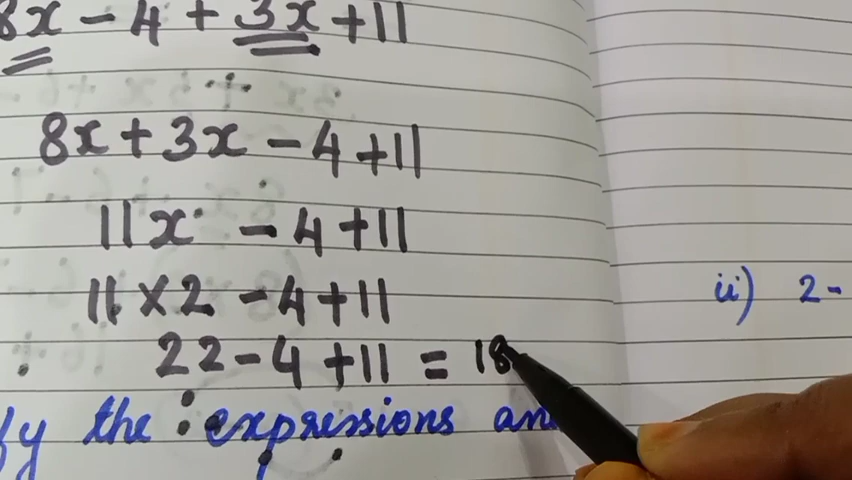 8x - 4 + 3x + 11
8x + 3x - 4 + 11
11x - 4 + 11
11 × 2 - 4 + 11
22 - 4 + 11 = 18
the expressions
ii) 2 -